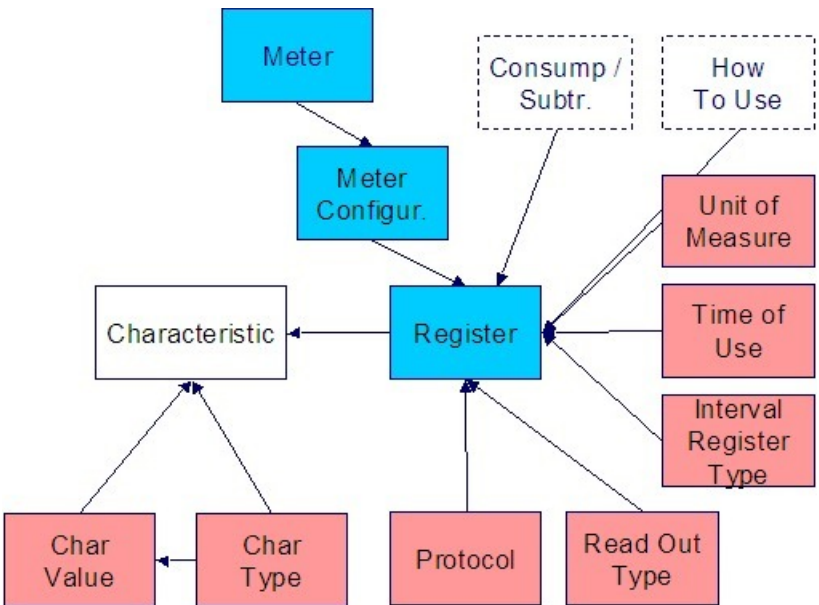 Meter
Consump /
Subtr.
How
To Use
Meter
Configur.
Unit of
Measure
Characteristic
Register
Time of
Use
Interval
Register
Type
Char
Value
Char
Type
Protocol
Read Out
Type